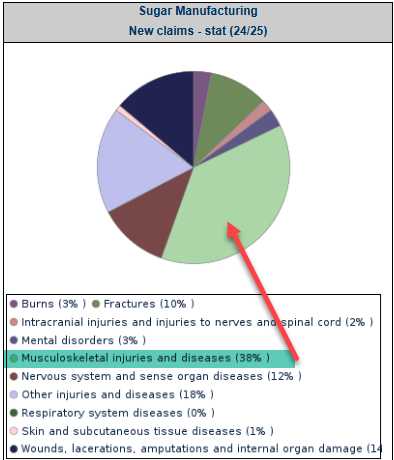 Sugar Manufacturing
New claims - stat (24/25)
Burns (3% ) Fractures (10% )
Intracranial injuries and injuries to nerves and spinal cord (2% )
Mental disorders (3% )
Musculoskeletal injuries and diseases (38% )
Nervous system and sense organ diseases (12% )
Other injuries and diseases (18% )
Respiratory system diseases (0% )
Skin and subcutaneous tissue diseases (1% )
Wounds, lacerations, amputations and internal organ damage (14